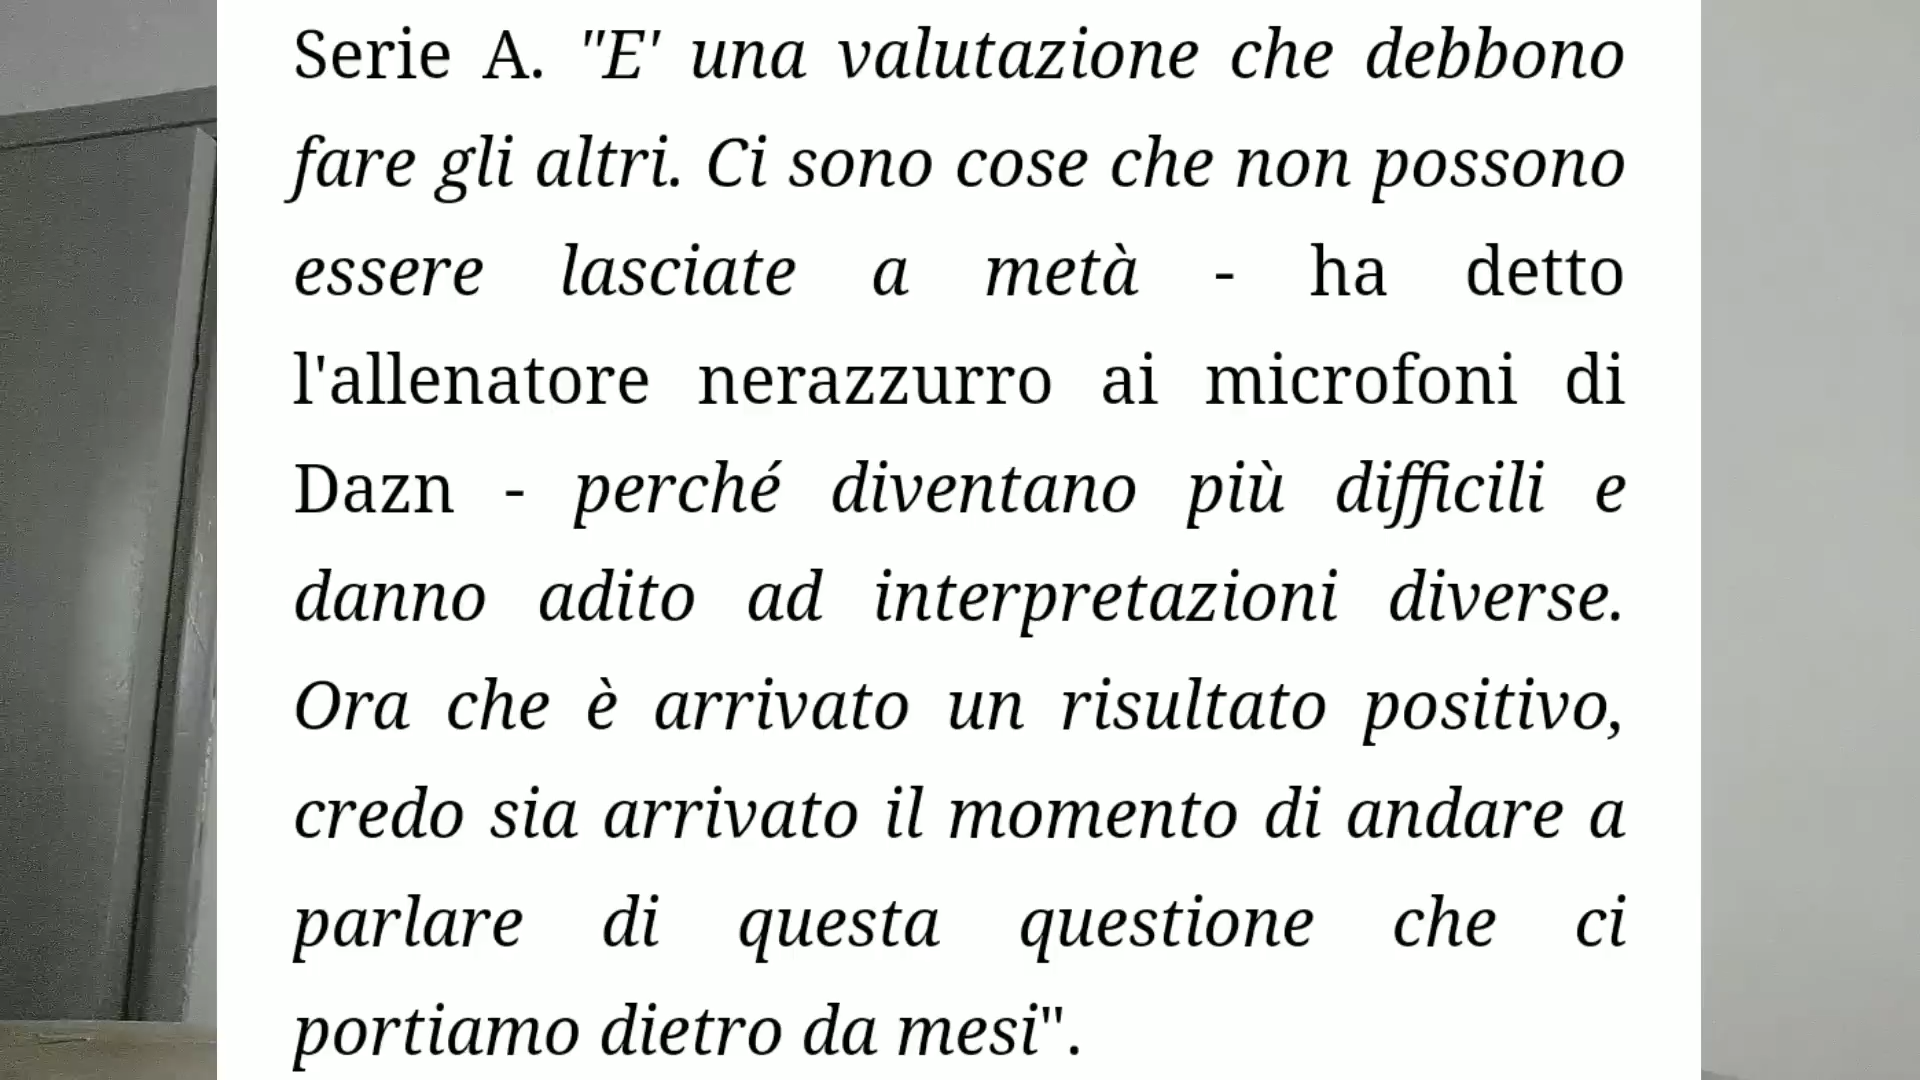 Serie A. "E' una valutazione che debbono
fare gli altri. Ci sono cose che non possono
essere lasciate a metà - ha detto
l'allenatore nerazzurro ai microfoni di
Dazn - perché diventano più difficili e
danno adito ad interpretazioni diverse.
Ora che è arrivato un risultato positivo,
credo sia arrivato il momento di andare a
parlare di questa questione che ci
portiamo dietro da mesi".